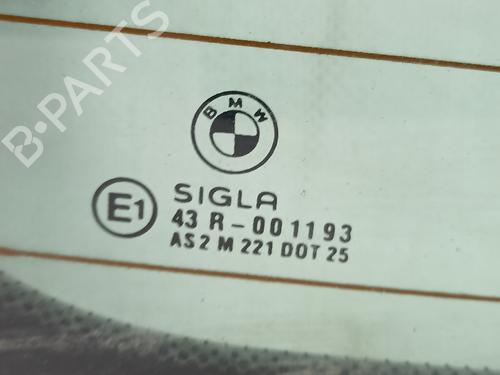 B-PARTS
BMW
SIGLA
E1
43 R-001193
AS2 M 221 DOT 25